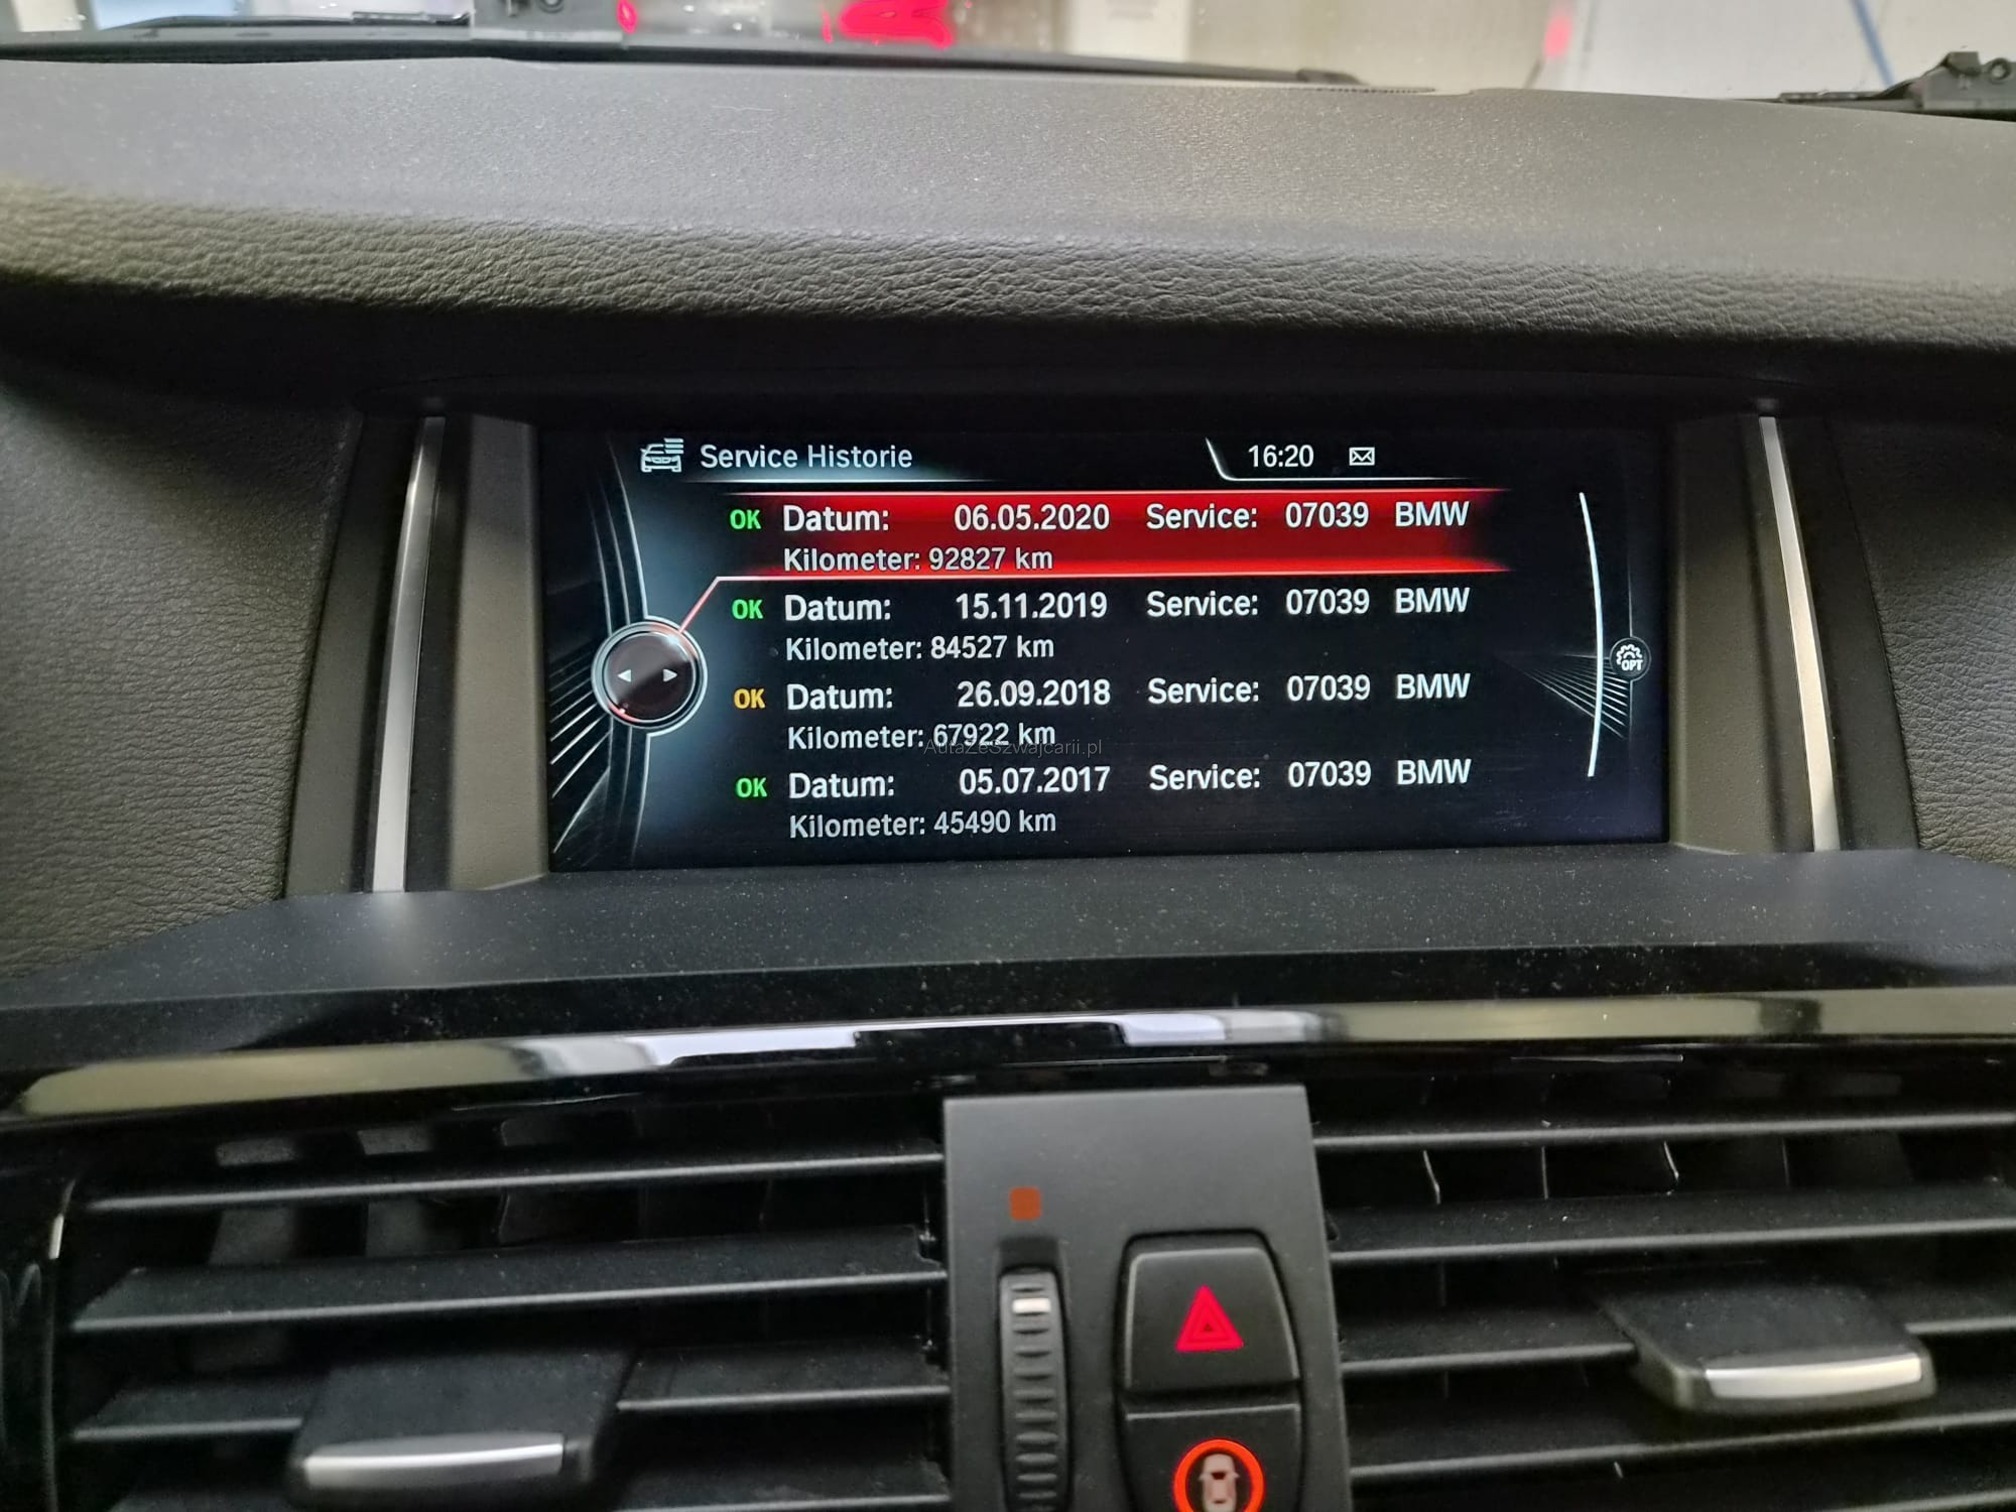 Service Historie 16:20
OK Datum: 06.05.2020 Service: 07039 BMW
Kilometer: 92827 km
OK Datum: 15.11.2019 Service: 07039 BMW
Kilometer: 84527 km
OK Datum: 26.09.2018 Service: 07039 BMW
Kilometer: 67922 km
AutaZeSzwajcarii.pl
OK Datum: 05.07.2017 Service: 07039 BMW
Kilometer: 45490 km
OPT